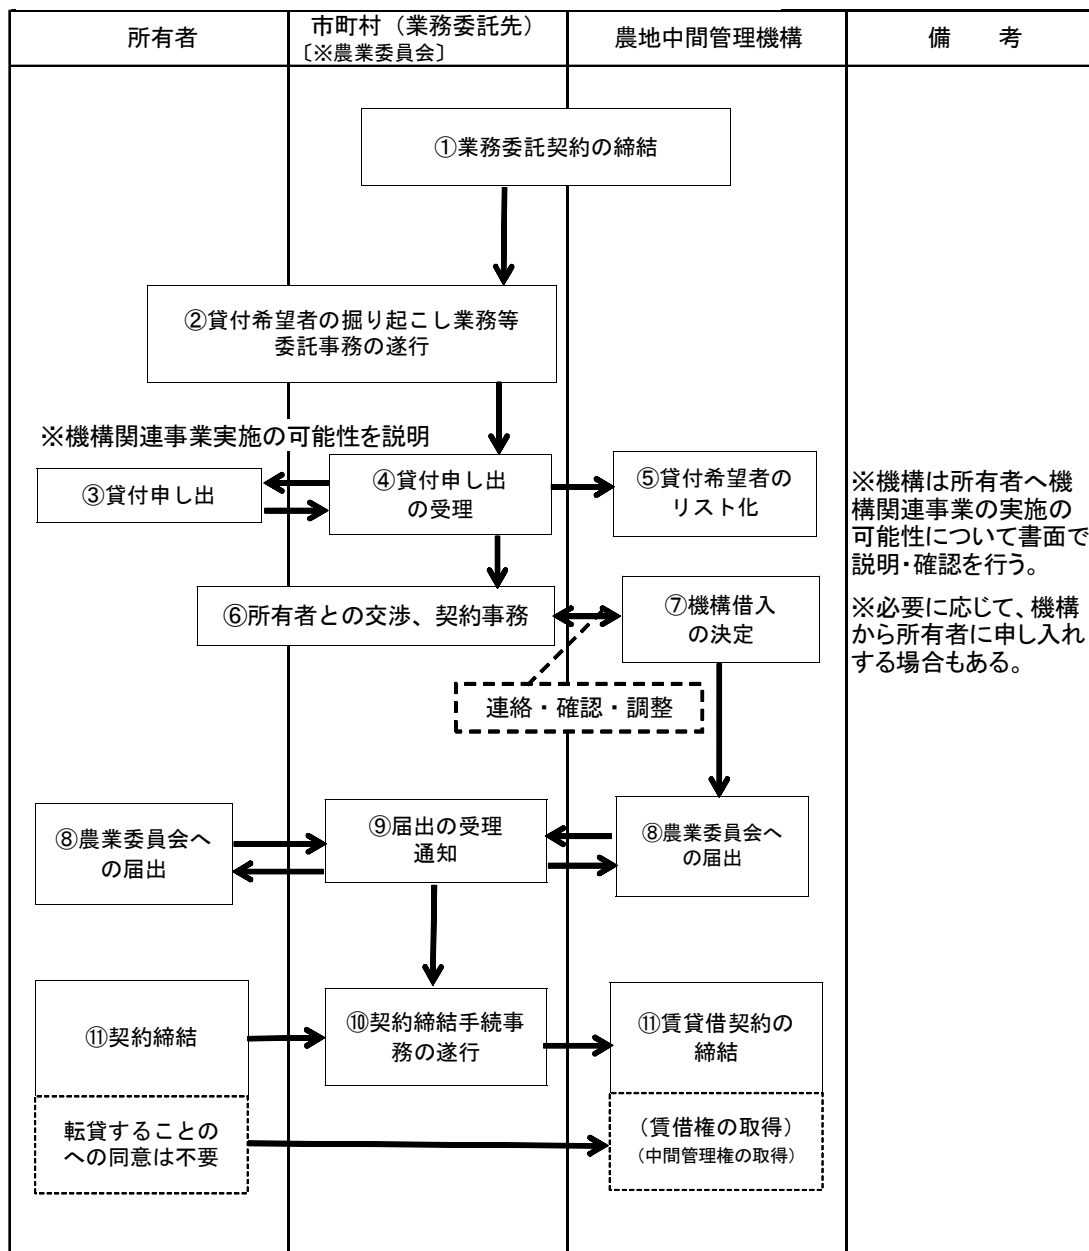 所有者
市町村（業務委託先）
〔※農業委員会〕
農地中間管理機構
備　　考
①業務委託契約の締結
②貸付希望者の掘り起こし業務等
委託事務の遂行
※機構関連事業実施の可能性を説明
③貸付申し出
④貸付申し出
の受理
⑤貸付希望者の
リスト化
※機構は所有者へ機
構関連事業の実施の
可能性について書面で
説明・確認を行う。
※必要に応じて、機構
から所有者に申し入れ
する場合もある。
⑥所有者との交渉、契約事務
⑦機構借入
の決定
連絡・確認・調整
⑧農業委員会へ
の届出
⑨届出の受理
通知
⑧農業委員会へ
の届出
⑪契約締結
⑩契約締結手続事
務の遂行
⑪賃貸借契約の
締結
転貸することの
への同意は不要
（賃借権の取得）
（中間管理権の取得）